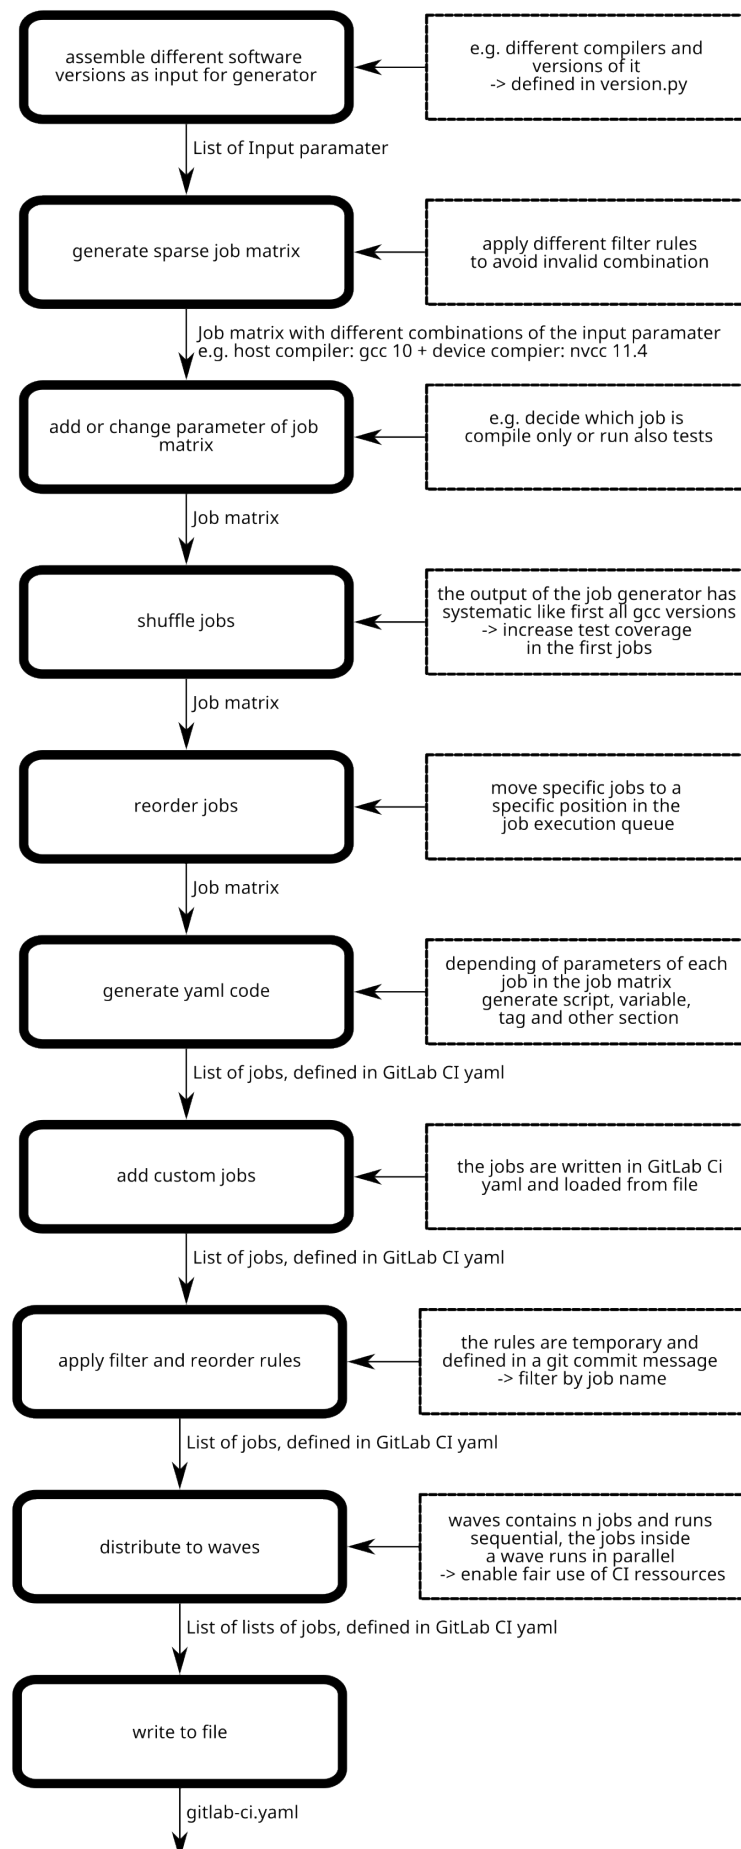 assemble different software
versions as input for generator
e.g. different compilers and
versions of it
-> defined in version.py
List of Input paramater
generate sparse job matrix
apply different filter rules
to avoid invalid combination
Job matrix with different combinations of the input paramater
e.g. host compiler: gcc 10 + device compier: nvcc 11.4
add or change parameter of job
matrix
e.g. decide which job is
compile only or run also tests
Job matrix
shuffle jobs
the output of the job generator has
systematic like first all gcc versions
-> increase test coverage
in the first jobs
Job matrix
reorder jobs
move specific jobs to a
specific position in the
job execution queue
Job matrix
generate yaml code
depending of parameters of each
job in the job matrix
generate script, variable,
tag and other section
List of jobs, defined in GitLab CI yaml
add custom jobs
the jobs are written in GitLab Ci
yaml and loaded from file
List of jobs, defined in GitLab CI yaml
apply filter and reorder rules
the rules are temporary and
defined in a git commit message
-> filter by job name
List of jobs, defined in GitLab CI yaml
distribute to waves
waves contains n jobs and runs
sequential, the jobs inside
a wave runs in parallel
-> enable fair use of CI ressources
List of lists of jobs, defined in GitLab CI yaml
write to file
gitlab-ci.yaml